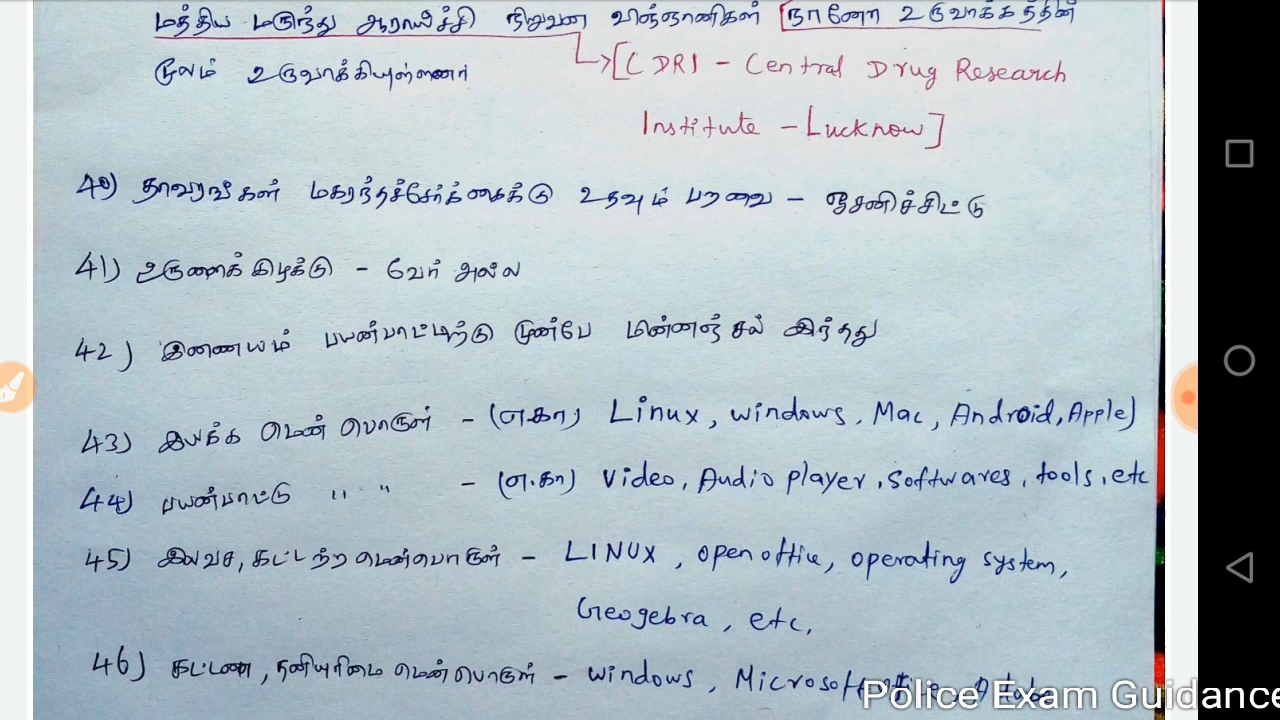 மத்திய மருந்து ஆராய்ச்சி நிறுவன விஞ்ஞானிகள் [நானோ உருவாக்கத்தின்
மூலம் உருவாக்கியுள்ளனர் → [CDRI - Central Drug Research
Institute - Lucknow]
40) தாவரங்கள் மகரந்தச்சேர்க்கைக்கு உதவும் பறவை - ஓசனிச்சிட்டு
41) உருளைக்கிழங்கு - வேர் அல்ல
42) இணையம் பயன்பாட்டிற்கு முன்பே மின்னஞ்சல் இருந்தது
43) இயக்க மென் பொருள் - (எ.கா) Linux, windows, Mac, Android, Apple)
44) பயன்பாட்டு " " - (எ.கா) Video, Audio player, Softwares, tools, etc
45) இலவச, கட்டற்ற மென்பொருள் - LINUX, open office, operating system,
Geogebra, etc,
46) கட்டண, தனியுரிமை மென்பொருள் - windows, Microsoft
Police Exam Guidance